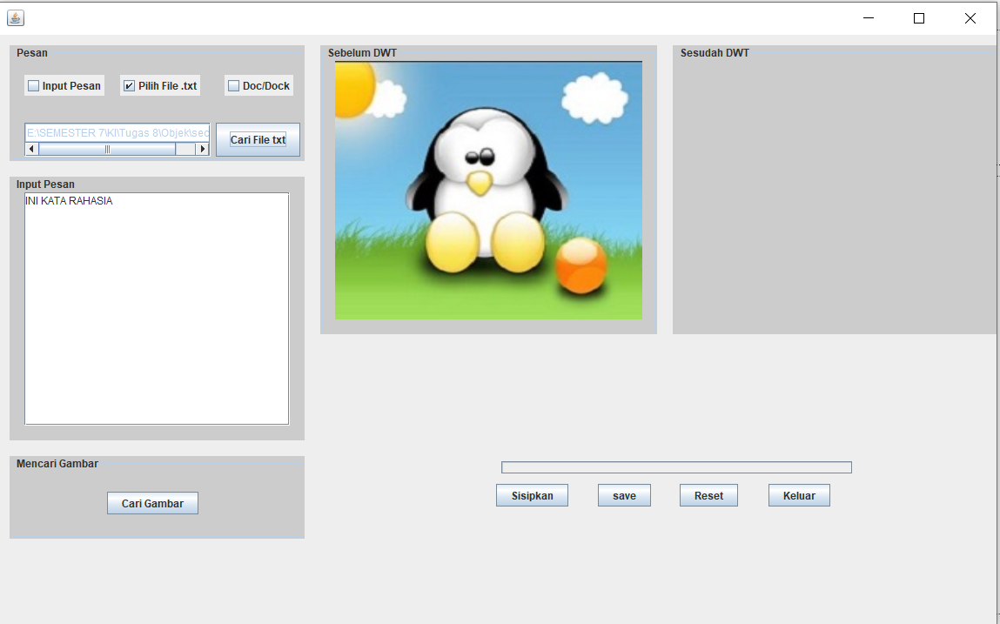 Pesan
Input Pesan
Pilih File .txt
Doc/Dock
E:\SEMESTER 7\KI\Tugas 8\Objek\sec
Cari File txt
Input Pesan
INI KATA RAHASIA
Mencari Gambar
Cari Gambar
Sebelum DWT
Sesudah DWT
Sisipkan
save
Reset
Keluar